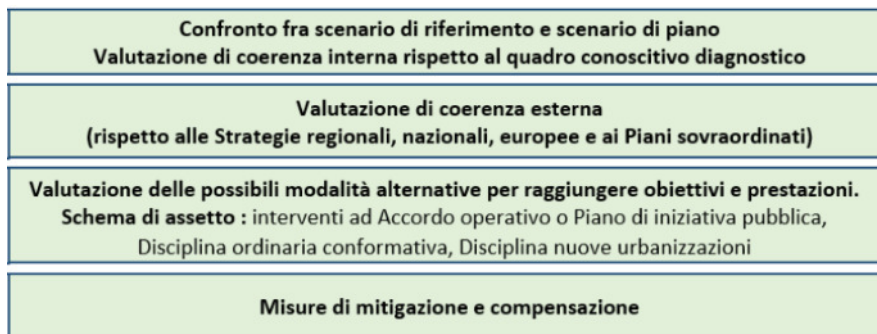 Confronto fra scenario di riferimento e scenario di piano
Valutazione di coerenza interna rispetto al quadro conoscitivo diagnostico
Valutazione di coerenza esterna
(rispetto alle Strategie regionali, nazionali, europee e ai Piani sovraordinati)
Valutazione delle possibili modalità alternative per raggiungere obiettivi e prestazioni.
Schema di assetto : interventi ad Accordo operativo o Piano di iniziativa pubblica,
Disciplina ordinaria conformativa, Disciplina nuove urbanizzazioni
Misure di mitigazione e compensazione